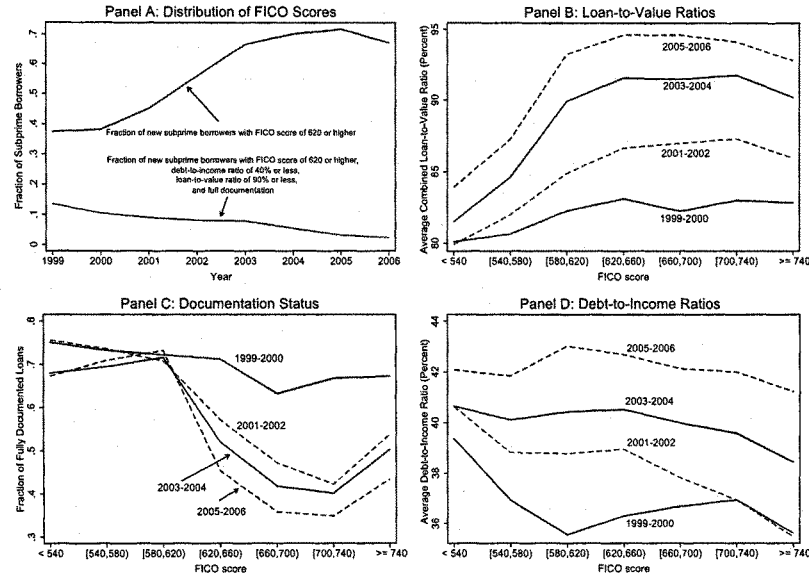 Panel A: Distribution of FICO Scores
Fraction of Subprime Borrowers
.7
.6
.5
.4
.3
.2
.1
0
Fraction of new subprime borrowers with FICO score of 620 or higher
Fraction of new subprime borrowers with FICO score of 620 or higher,
debt-to-income ratio of 40% or less,
loan-to-value ratio of 90% or less,
and full documentation
1999 2000 2001 2002 2003 2004 2005 2006
Year
Panel B: Loan-to-Value Ratios
Average Combined Loan-to-Value Ratio (Percent)
95
90
85
80
2005-2006
2003-2004
2001-2002
1999-2000
< 540 [540,580) [580,620) [620,660) [660,700) [700,740) >= 740
FICO score
Panel C: Documentation Status
Fraction of Fully Documented Loans
.8
.7
.6
.5
.4
.3
1999-2000
2001-2002
2003-2004
2005-2006
< 540 [540,580) [580,620) [620,660) [660,700) [700,740) >= 740
FICO score
Panel D: Debt-to-Income Ratios
Average Debt-to-Income Ratio (Percent)
44
42
40
38
36
2005-2006
2003-2004
2001-2002
1999-2000
< 540 [540,580) [580,620) [620,660) [660,700) [700,740) >= 740
FICO score